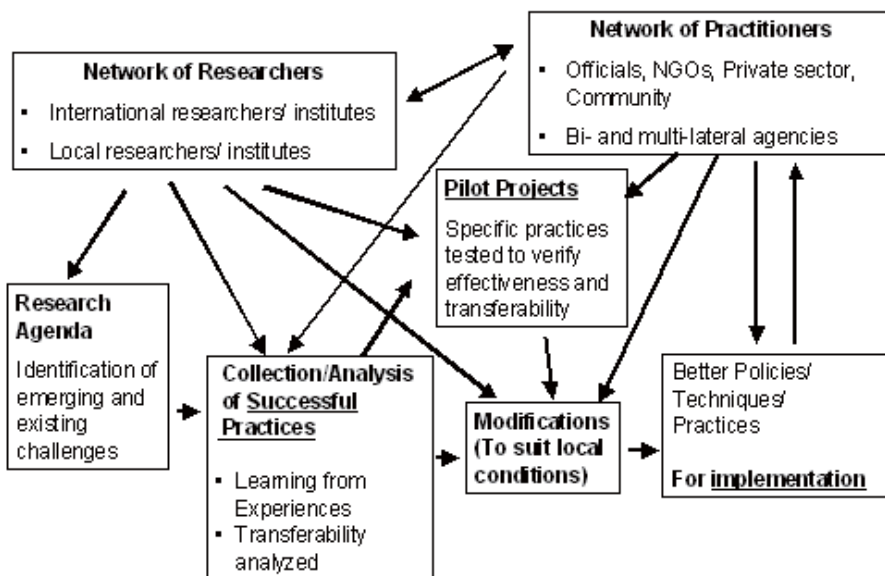 Network of Researchers
▪ International researchers/ institutes
▪ Local researchers/ institutes
Network of Practitioners
▪ Officials, NGOs, Private sector,
Community
▪ Bi- and multi-lateral agencies
Pilot Projects
Specific practices
tested to verify
effectiveness and
transferability
Research
Agenda
Identification of
emerging and
existing
challenges
Collection/Analysis
of Successful
Practices
▪ Learning from
Experiences
▪ Transferability
analyzed
Modifications
(To suit local
conditions)
Better Policies/
Techniques/
Practices
For implementation